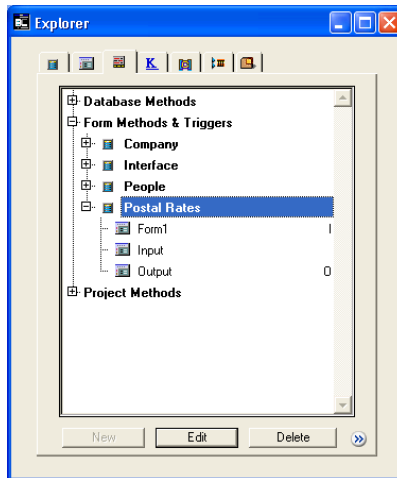 Explorer
K
Database Methods
Form Methods & Triggers
Company
Interface
People
Postal Rates
Form1 I
Input
Output O
Project Methods
New Edit Delete